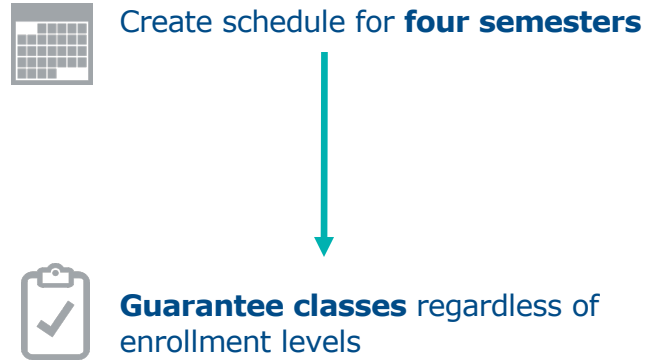 Create schedule for four semesters
Guarantee classes regardless of
enrollment levels